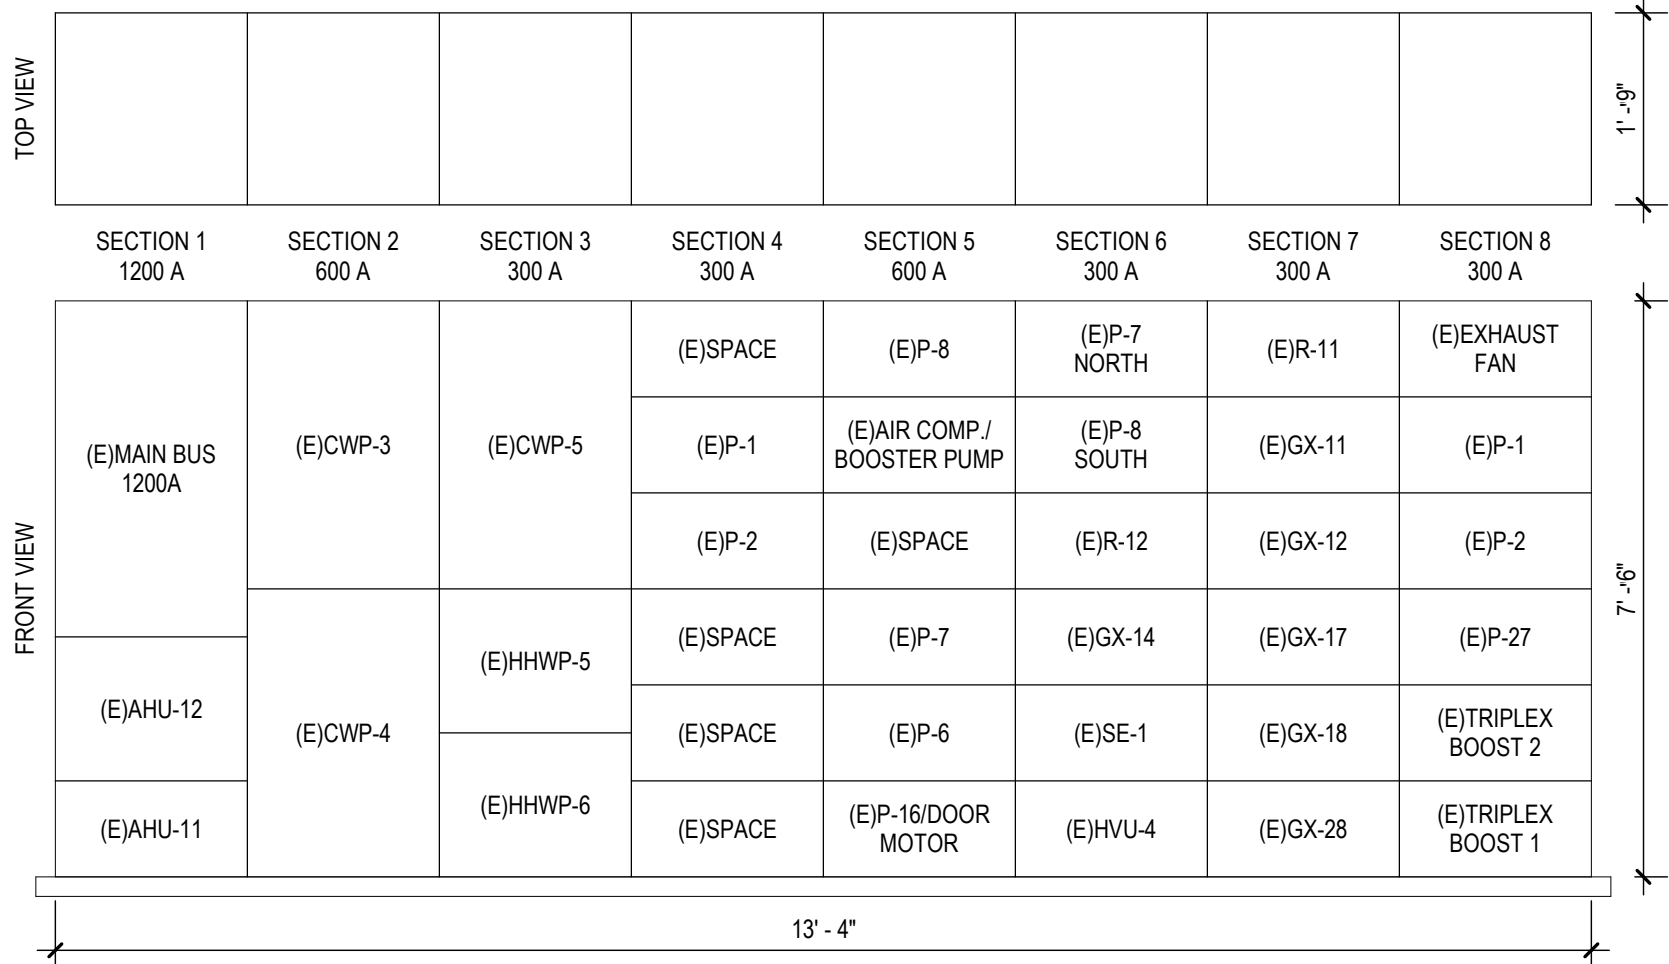 TOP VIEW
1' - 9"
SECTION 1
1200 A
SECTION 2
600 A
SECTION 3
300 A
SECTION 4
300 A
SECTION 5
600 A
SECTION 6
300 A
SECTION 7
300 A
SECTION 8
300 A
FRONT VIEW
(E)MAIN BUS
1200A
(E)AHU-12
(E)AHU-11
(E)CWP-3
(E)CWP-4
(E)CWP-5
(E)HHWP-5
(E)HHWP-6
(E)SPACE
(E)P-1
(E)P-2
(E)SPACE
(E)SPACE
(E)SPACE
(E)P-8
(E)AIR COMP./
BOOSTER PUMP
(E)SPACE
(E)P-7
(E)P-6
(E)P-16/DOOR
MOTOR
(E)P-7
NORTH
(E)P-8
SOUTH
(E)R-12
(E)GX-14
(E)SE-1
(E)HVU-4
(E)R-11
(E)GX-11
(E)GX-12
(E)GX-17
(E)GX-18
(E)GX-28
(E)EXHAUST
FAN
(E)P-1
(E)P-2
(E)P-27
(E)TRIPLEX
BOOST 2
(E)TRIPLEX
BOOST 1
7' - 6"
13' - 4"